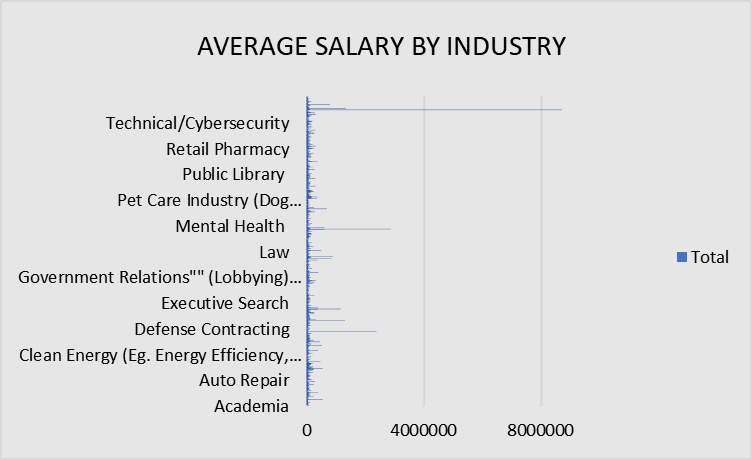 AVERAGE SALARY BY INDUSTRY
Technical/Cybersecurity
Retail Pharmacy
Public Library
Pet Care Industry (Dog...
Mental Health
Law
Government Relations"" (Lobbying)...
Executive Search
Defense Contracting
Clean Energy (Eg. Energy Efficiency,...
Auto Repair
Academia
0 4000000 8000000
Total